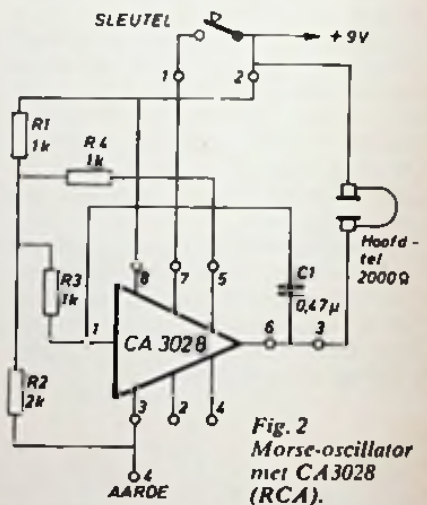 SLEUTEL
+ 9V
1
2
R1
1k
R4
1k
R3
1k
8
7
5
C1
0,47µ
Hoofd-
tel
2000Ω
1
CA 3028
6
3
R2
2k
3
2
4
4
AARDE
Fig. 2
Morse-oscillator
met CA3028
(RCA).